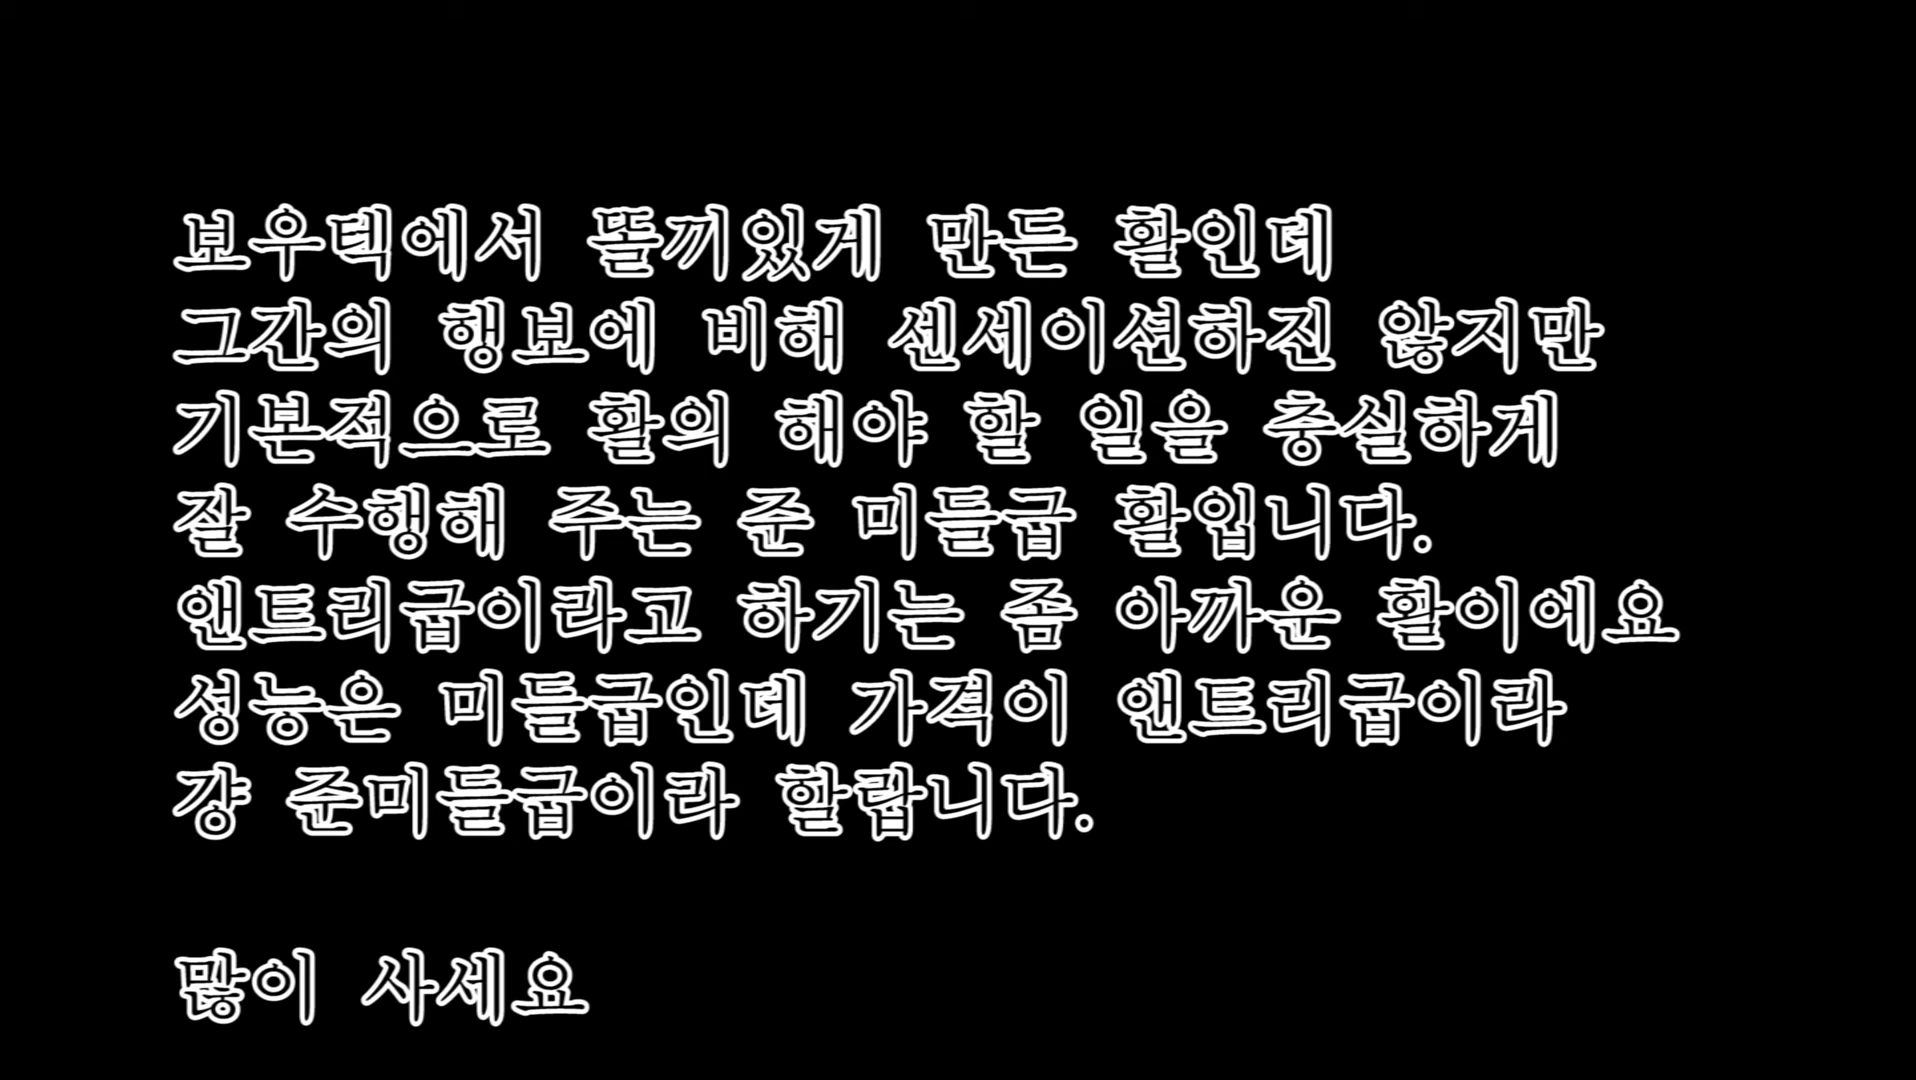 보우텍에서 똘끼있게 만든 활인데
그간의 행보에 비해 센세이션하진 않지만
기본적으로 활의 해야 할 일을 충실하게
잘 수행해 주는 준 미들급 활입니다.
앤트리급이라고 하기는 좀 아까운 활이에요
성능은 미들급인데 가격이 앤트리급이라
걍 준미들급이라 할랍니다.
많이 사세요